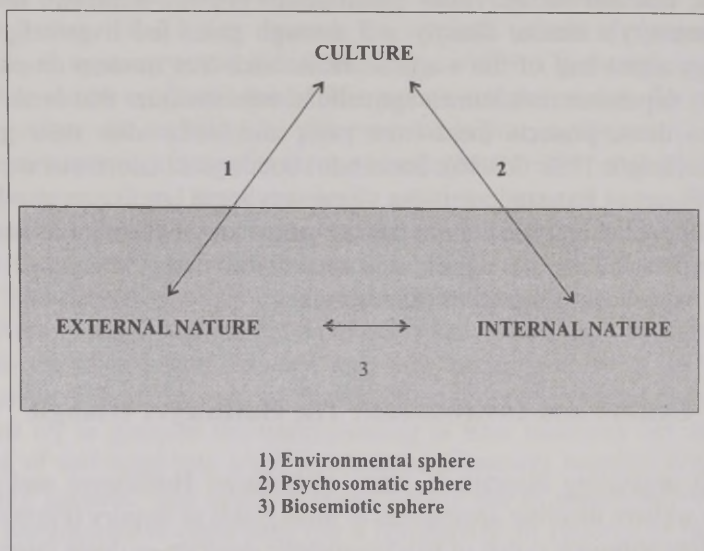 CULTURE
1 2
EXTERNAL NATURE INTERNAL NATURE
3
1) Environmental sphere
2) Psychosomatic sphere
3) Biosemiotic sphere